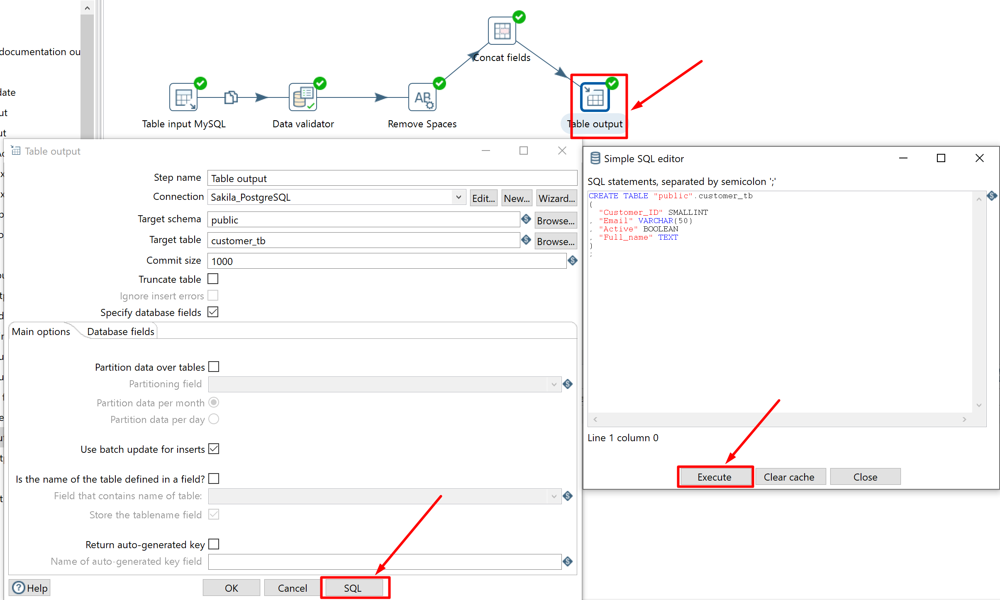 documentation ou
date
ut
ut
Concat fields
Table input MySQL
Data validator
Remove Spaces
Table output
Table output
Step name
Table output
Connection
Sakila_PostgreSQL
Edit...
New...
Wizard...
Target schema
public
Browse...
Target table
customer_tb
Browse...
Commit size
1000
Truncate table
Ignore insert errors
Specify database fields
Main options
Database fields
Partition data over tables
Partitioning field
Partition data per month
Partition data per day
Use batch update for inserts
Is the name of the table defined in a field?
Field that contains name of table:
Store the tablename field
Return auto-generated key
Name of auto-generated key field
Help
OK
Cancel
SQL
Simple SQL editor
SQL statements, separated by semicolon ';'
CREATE TABLE "public".customer_tb
(
"Customer_ID" SMALLINT
, "Email" VARCHAR(50)
, "Active" BOOLEAN
, "Full_name" TEXT
)
;
Line 1 column 0
Execute
Clear cache
Close